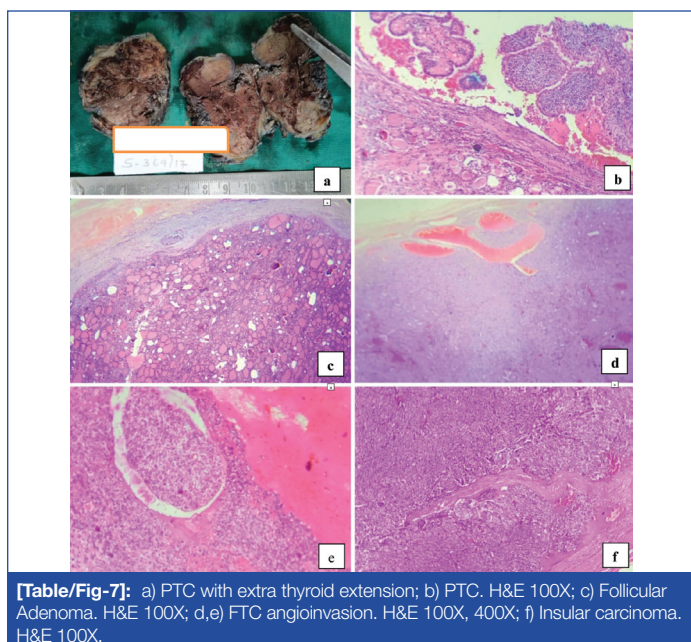 S-369/17
a
b
c
d
e
f
[Table/Fig-7]: a) PTC with extra thyroid extension; b) PTC. H&E 100X; c) Follicular
Adenoma. H&E 100X; d,e) FTC angioinvasion. H&E 100X, 400X; f) Insular carcinoma.
H&E 100X.